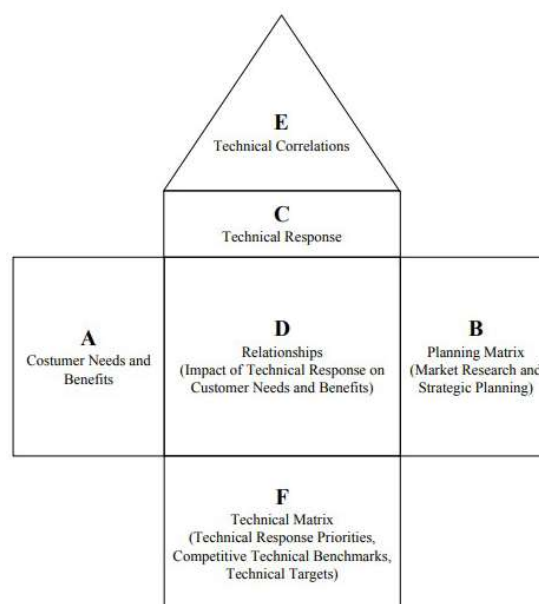 E
Technical Correlations
C
Technical Response
A
Costumer Needs and
Benefits
D
Relationships
(Impact of Technical Response on
Customer Needs and Benefits)
B
Planning Matrix
(Market Research and
Strategic Planning)
F
Technical Matrix
(Technical Response Priorities,
Competitive Technical Benchmarks,
Technical Targets)